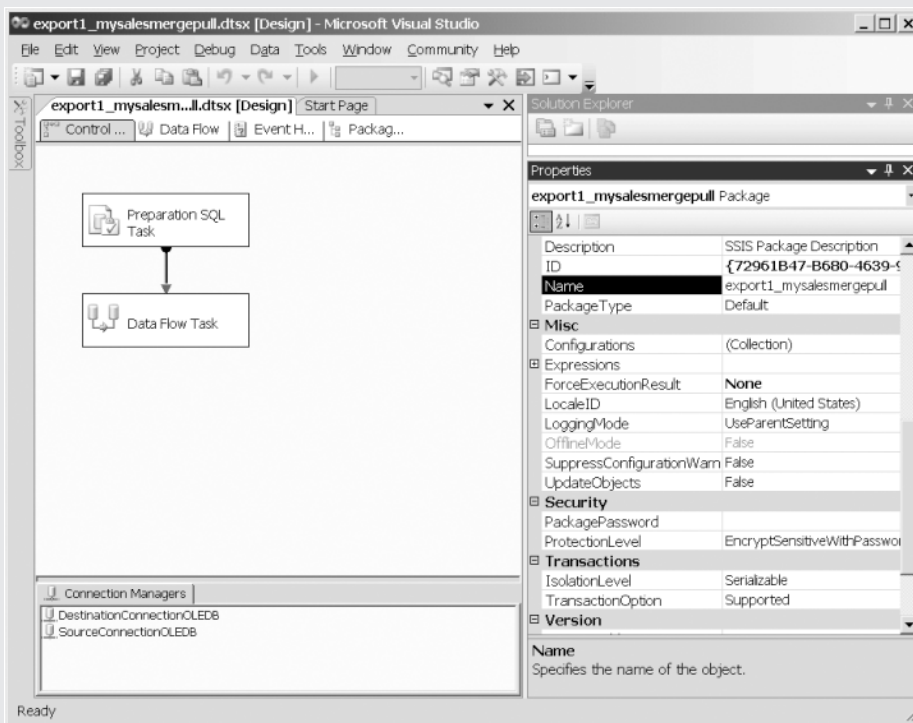 export1_mysalesmergepull.dtsx [Design] - Microsoft Visual Studio
File Edit View Project Debug Data Tools Window Community Help
Toolbox
export1_mysalesm...ll.dtsx [Design] Start Page
Control ... Data Flow Event H... Packag...
Preparation SQL
Task
Data Flow Task
Connection Managers
DestinationConnectionOLEDB
SourceConnectionOLEDB
Solution Explorer
Properties
export1_mysalesmergepull Package
Description SSIS Package Description
ID {72961B47-B680-4639-9
Name export1_mysalesmergepull
PackageType Default
Misc
Configurations (Collection)
Expressions
ForceExecutionResult None
LocaleID English (United States)
LoggingMode UseParentSetting
OfflineMode False
SuppressConfigurationWarn False
UpdateObjects False
Security
PackagePassword
ProtectionLevel EncryptSensitiveWithPasswor
Transactions
IsolationLevel Serializable
TransactionOption Supported
Version
Name
Specifies the name of the object.
Ready